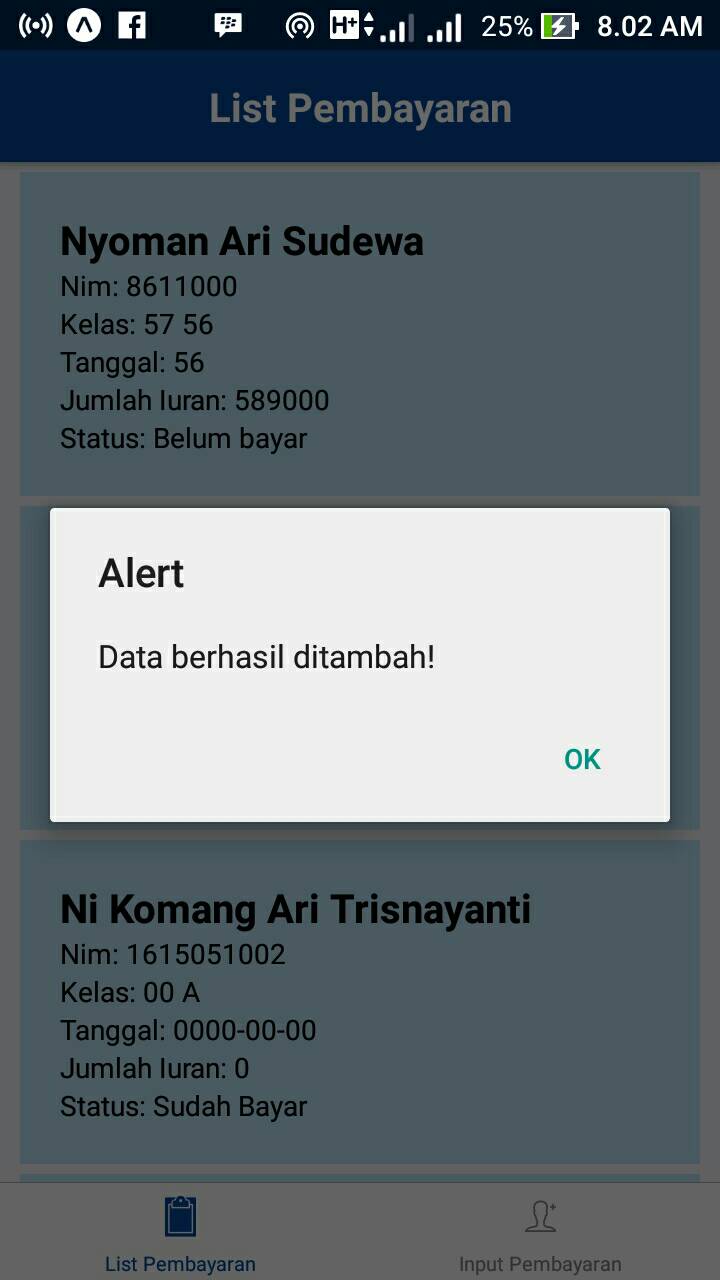 25% 8.02 AM
List Pembayaran
Nyoman Ari Sudewa
Nim: 8611000
Kelas: 57 56
Tanggal: 56
Jumlah Iuran: 589000
Status: Belum bayar
Alert
Data berhasil ditambah!
OK
Ni Komang Ari Trisnayanti
Nim: 1615051002
Kelas: 00 A
Tanggal: 0000-00-00
Jumlah Iuran: 0
Status: Sudah Bayar
List Pembayaran
Input Pembayaran